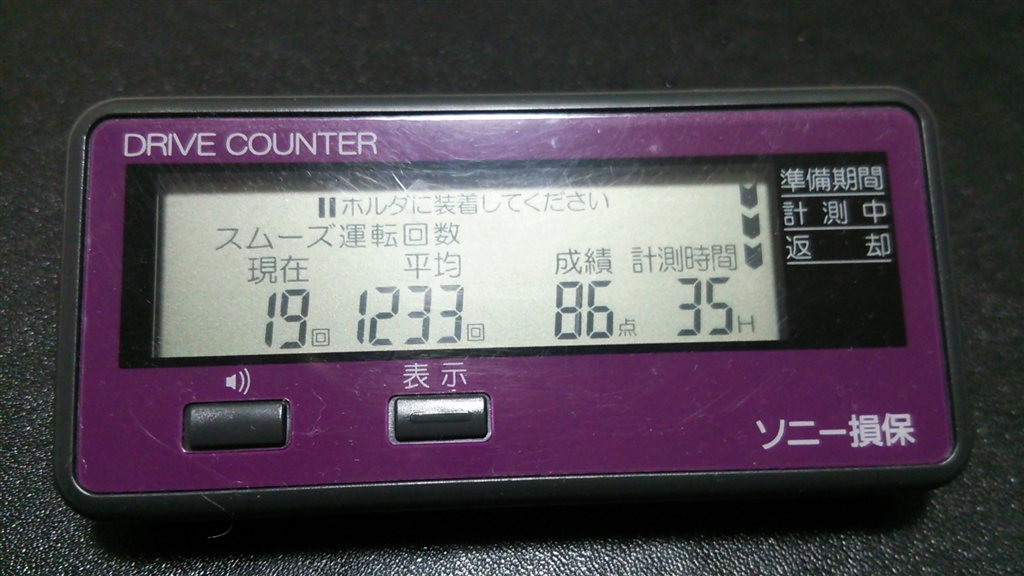 DRIVE COUNTER
ホルダに装着してください
スムーズ運転回数
現在 平均 成績 計測時間
19回 1233回 86点 35H
準備期間
計測中
返却
表示
ソニー損保